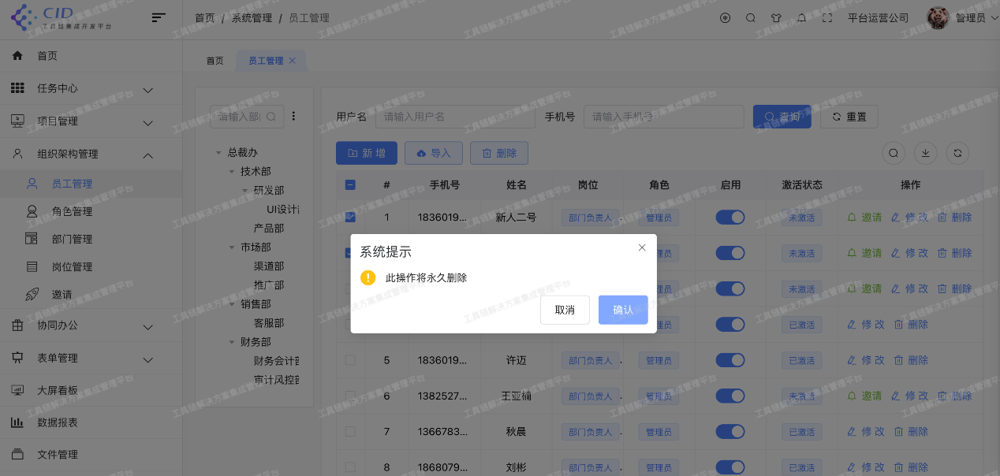 CID
工具链集成开发平台
首页 / 系统管理 / 员工管理
平台运营公司
管理员
首页
任务中心
项目管理
组织架构管理
员工管理
角色管理
部门管理
岗位管理
邀请
协同办公
表单管理
大屏看板
数据报表
文件管理
首页
员工管理
请输入部
总裁办
技术部
研发部
UI设计
产品部
市场部
渠道部
推广部
销售部
客服部
财务部
财务会计部
审计风控部
用户名 请输入用户名 手机号 请输入手机号 查询 重置
新增 导入 删除
# 手机号 姓名 岗位 角色 启用 激活状态 操作
1 1836019... 新人二号 部门负责人 管理员 未激活 邀请 修改 删除
理员 未激活 邀请 修改 删除
理员 未激活 邀请 修改 删除
理员 已激活 修改 删除
5 1836019... 许迈 部门负责人 管理员 已激活 修改 删除
6 1382527... 王亚楠 部门负责人 管理员 未激活 邀请 修改 删除
7 1366783... 秋晨 部门负责人 管理员 已激活 修改 删除
8 1868079... 刘彬 部门负责人 管理员 已激活 修改 删除
系统提示
此操作将永久删除
取消 确认
工具链解决方案集成管理平台